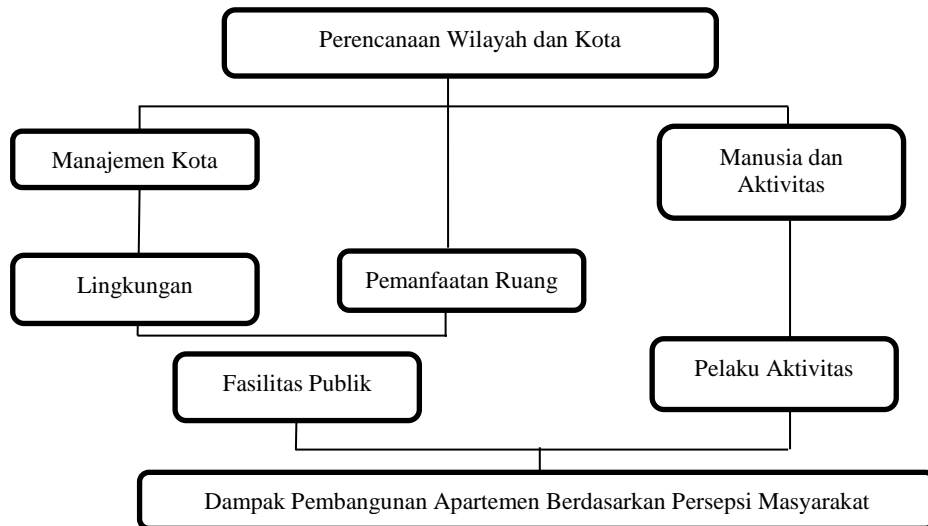 Perencanaan Wilayah dan Kota
Manajemen Kota
Manusia dan
Aktivitas
Lingkungan
Pemanfaatan Ruang
Fasilitas Publik
Pelaku Aktivitas
Dampak Pembangunan Apartemen Berdasarkan Persepsi Masyarakat